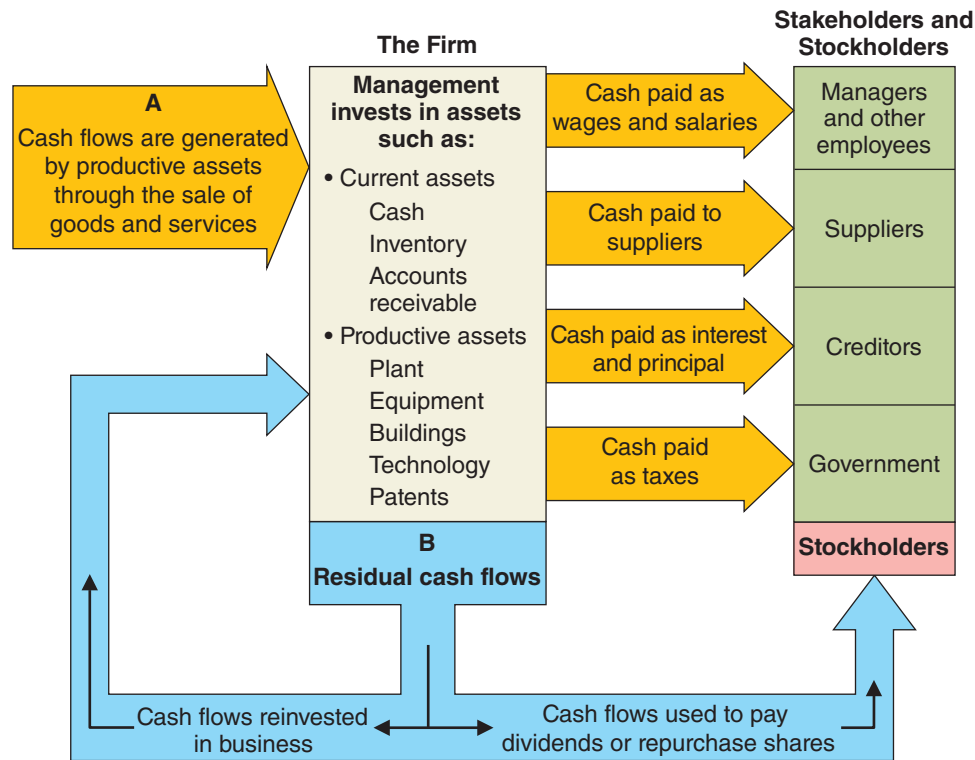 The Firm
Stakeholders and
Stockholders
A
Cash flows are generated
by productive assets
through the sale of
goods and services
Management
invests in assets
such as:
• Current assets
Cash
Inventory
Accounts
receivable
• Productive assets
Plant
Equipment
Buildings
Technology
Patents
B
Residual cash flows
Cash paid as
wages and salaries
Cash paid to
suppliers
Cash paid as interest
and principal
Cash paid
as taxes
Managers
and other
employees
Suppliers
Creditors
Government
Stockholders
Cash flows reinvested
in business
Cash flows used to pay
dividends or repurchase shares